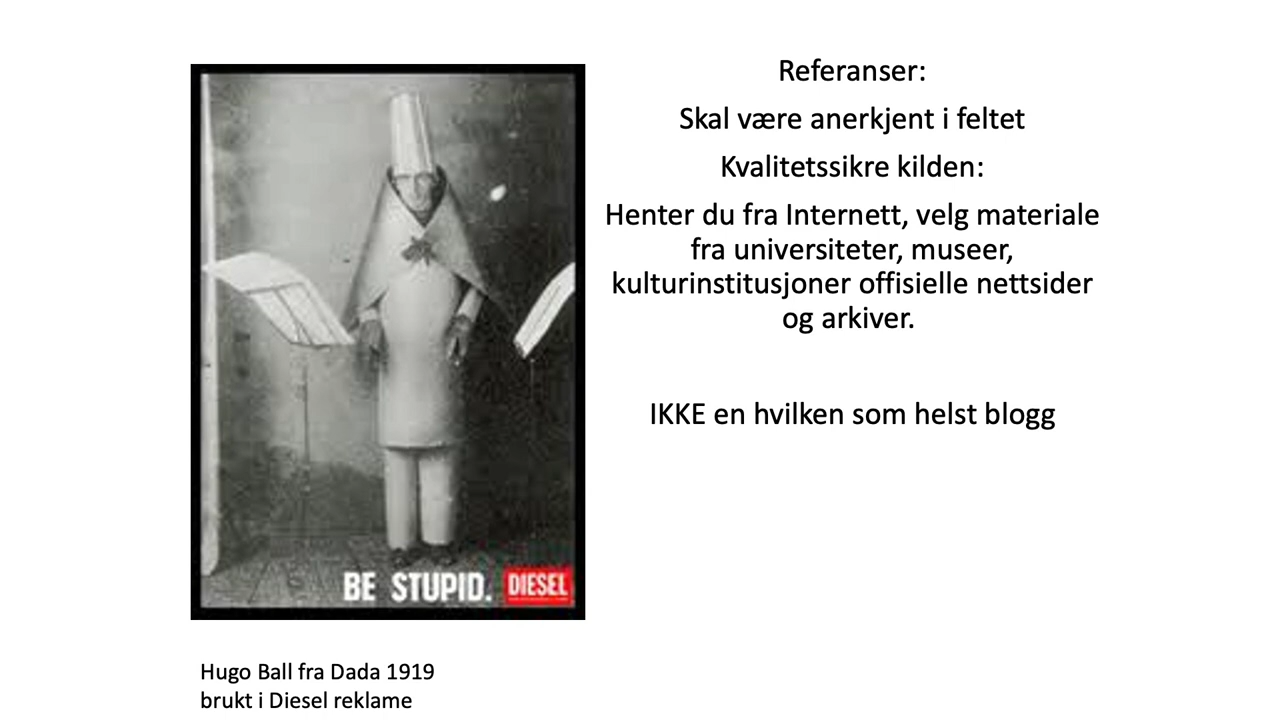 Referanser:
Skal være anerkjent i feltet
Kvalitetssikre kilden:
Henter du fra Internett, velg materiale
fra universiteter, museer,
kulturinstitusjoner offisielle nettsider
og arkiver.
IKKE en hvilken som helst blogg
BE STUPID. DIESEL
Hugo Ball fra Dada 1919
brukt i Diesel reklame